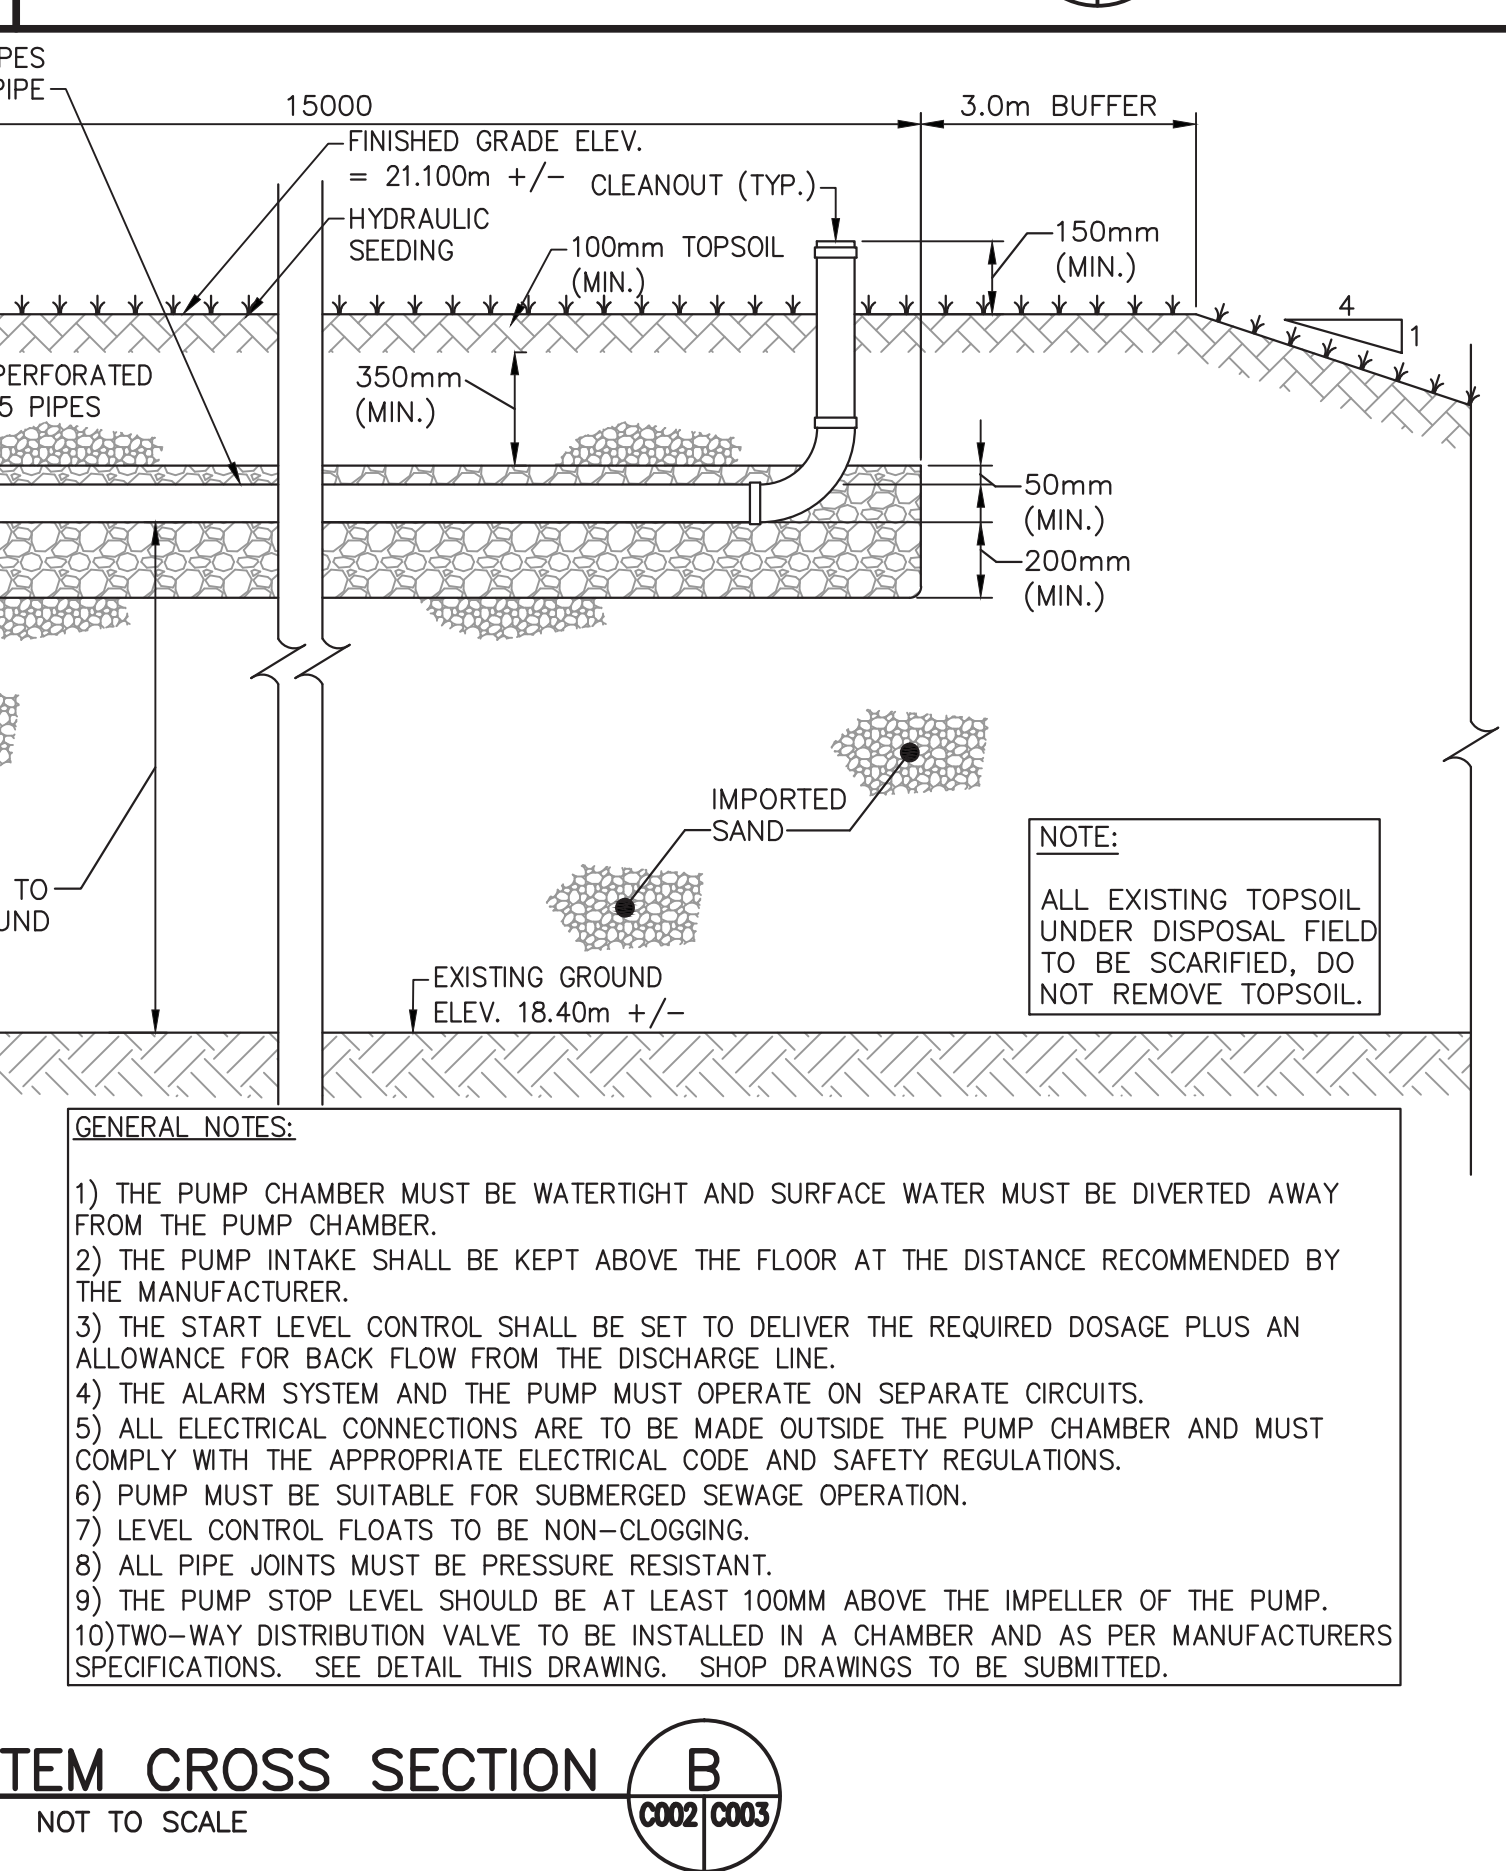 PES
PIPE
15000
3.0m BUFFER
FINISHED GRADE ELEV.
= 21.100m +/-
CLEANOUT (TYP.)
HYDRAULIC
SEEDING
100mm TOPSOIL
(MIN.)
150mm
(MIN.)
4
1
PERFORATED
5 PIPES
350mm
(MIN.)
50mm
(MIN.)
200mm
(MIN.)
IMPORTED
SAND
TO
UND
NOTE:
ALL EXISTING TOPSOIL
UNDER DISPOSAL FIELD
TO BE SCARIFIED, DO
NOT REMOVE TOPSOIL.
EXISTING GROUND
ELEV. 18.40m +/-
GENERAL NOTES:
1) THE PUMP CHAMBER MUST BE WATERTIGHT AND SURFACE WATER MUST BE DIVERTED AWAY
FROM THE PUMP CHAMBER.
2) THE PUMP INTAKE SHALL BE KEPT ABOVE THE FLOOR AT THE DISTANCE RECOMMENDED BY
THE MANUFACTURER.
3) THE START LEVEL CONTROL SHALL BE SET TO DELIVER THE REQUIRED DOSAGE PLUS AN
ALLOWANCE FOR BACK FLOW FROM THE DISCHARGE LINE.
4) THE ALARM SYSTEM AND THE PUMP MUST OPERATE ON SEPARATE CIRCUITS.
5) ALL ELECTRICAL CONNECTIONS ARE TO BE MADE OUTSIDE THE PUMP CHAMBER AND MUST
COMPLY WITH THE APPROPRIATE ELECTRICAL CODE AND SAFETY REGULATIONS.
6) PUMP MUST BE SUITABLE FOR SUBMERGED SEWAGE OPERATION.
7) LEVEL CONTROL FLOATS TO BE NON-CLOGGING.
8) ALL PIPE JOINTS MUST BE PRESSURE RESISTANT.
9) THE PUMP STOP LEVEL SHOULD BE AT LEAST 100MM ABOVE THE IMPELLER OF THE PUMP.
10)TWO-WAY DISTRIBUTION VALVE TO BE INSTALLED IN A CHAMBER AND AS PER MANUFACTURERS
SPECIFICATIONS. SEE DETAIL THIS DRAWING. SHOP DRAWINGS TO BE SUBMITTED.
TEM CROSS SECTION
NOT TO SCALE
B
C002 C003